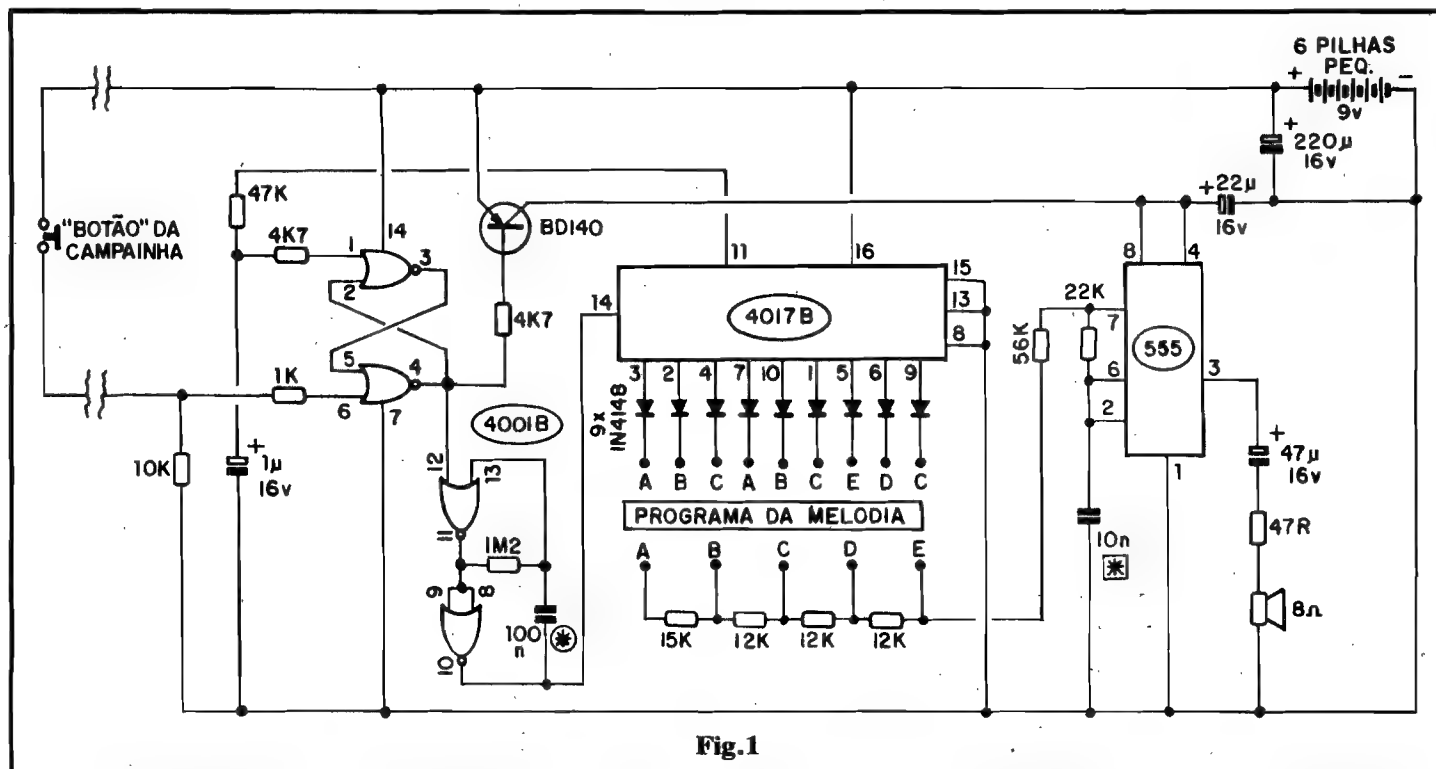 6 PILHAS
PEQ.
+ −
9v
+
220µ
16v
+22µ
16v
47K
4K7
"BOTÃO" DA
CAMPAINHA
14
1
2
3
BD140
4K7
11
16
15
13
8
14
4017B
8
4
22K
7
56K
555
6
2
3
1
5
6
4
7
1K
4001B
10K
+
1µ
16v
12
13
11
1M2
9
8
10
100
n
*
3 2 4 7 10 1 5 6 9
9x
1N4148
A B C A B C E D C
PROGRAMA DA MELODIA
A B C D E
15K 12K 12K 12K
10n
*
+
47µ
16v
47R
8Ω
Fig.1